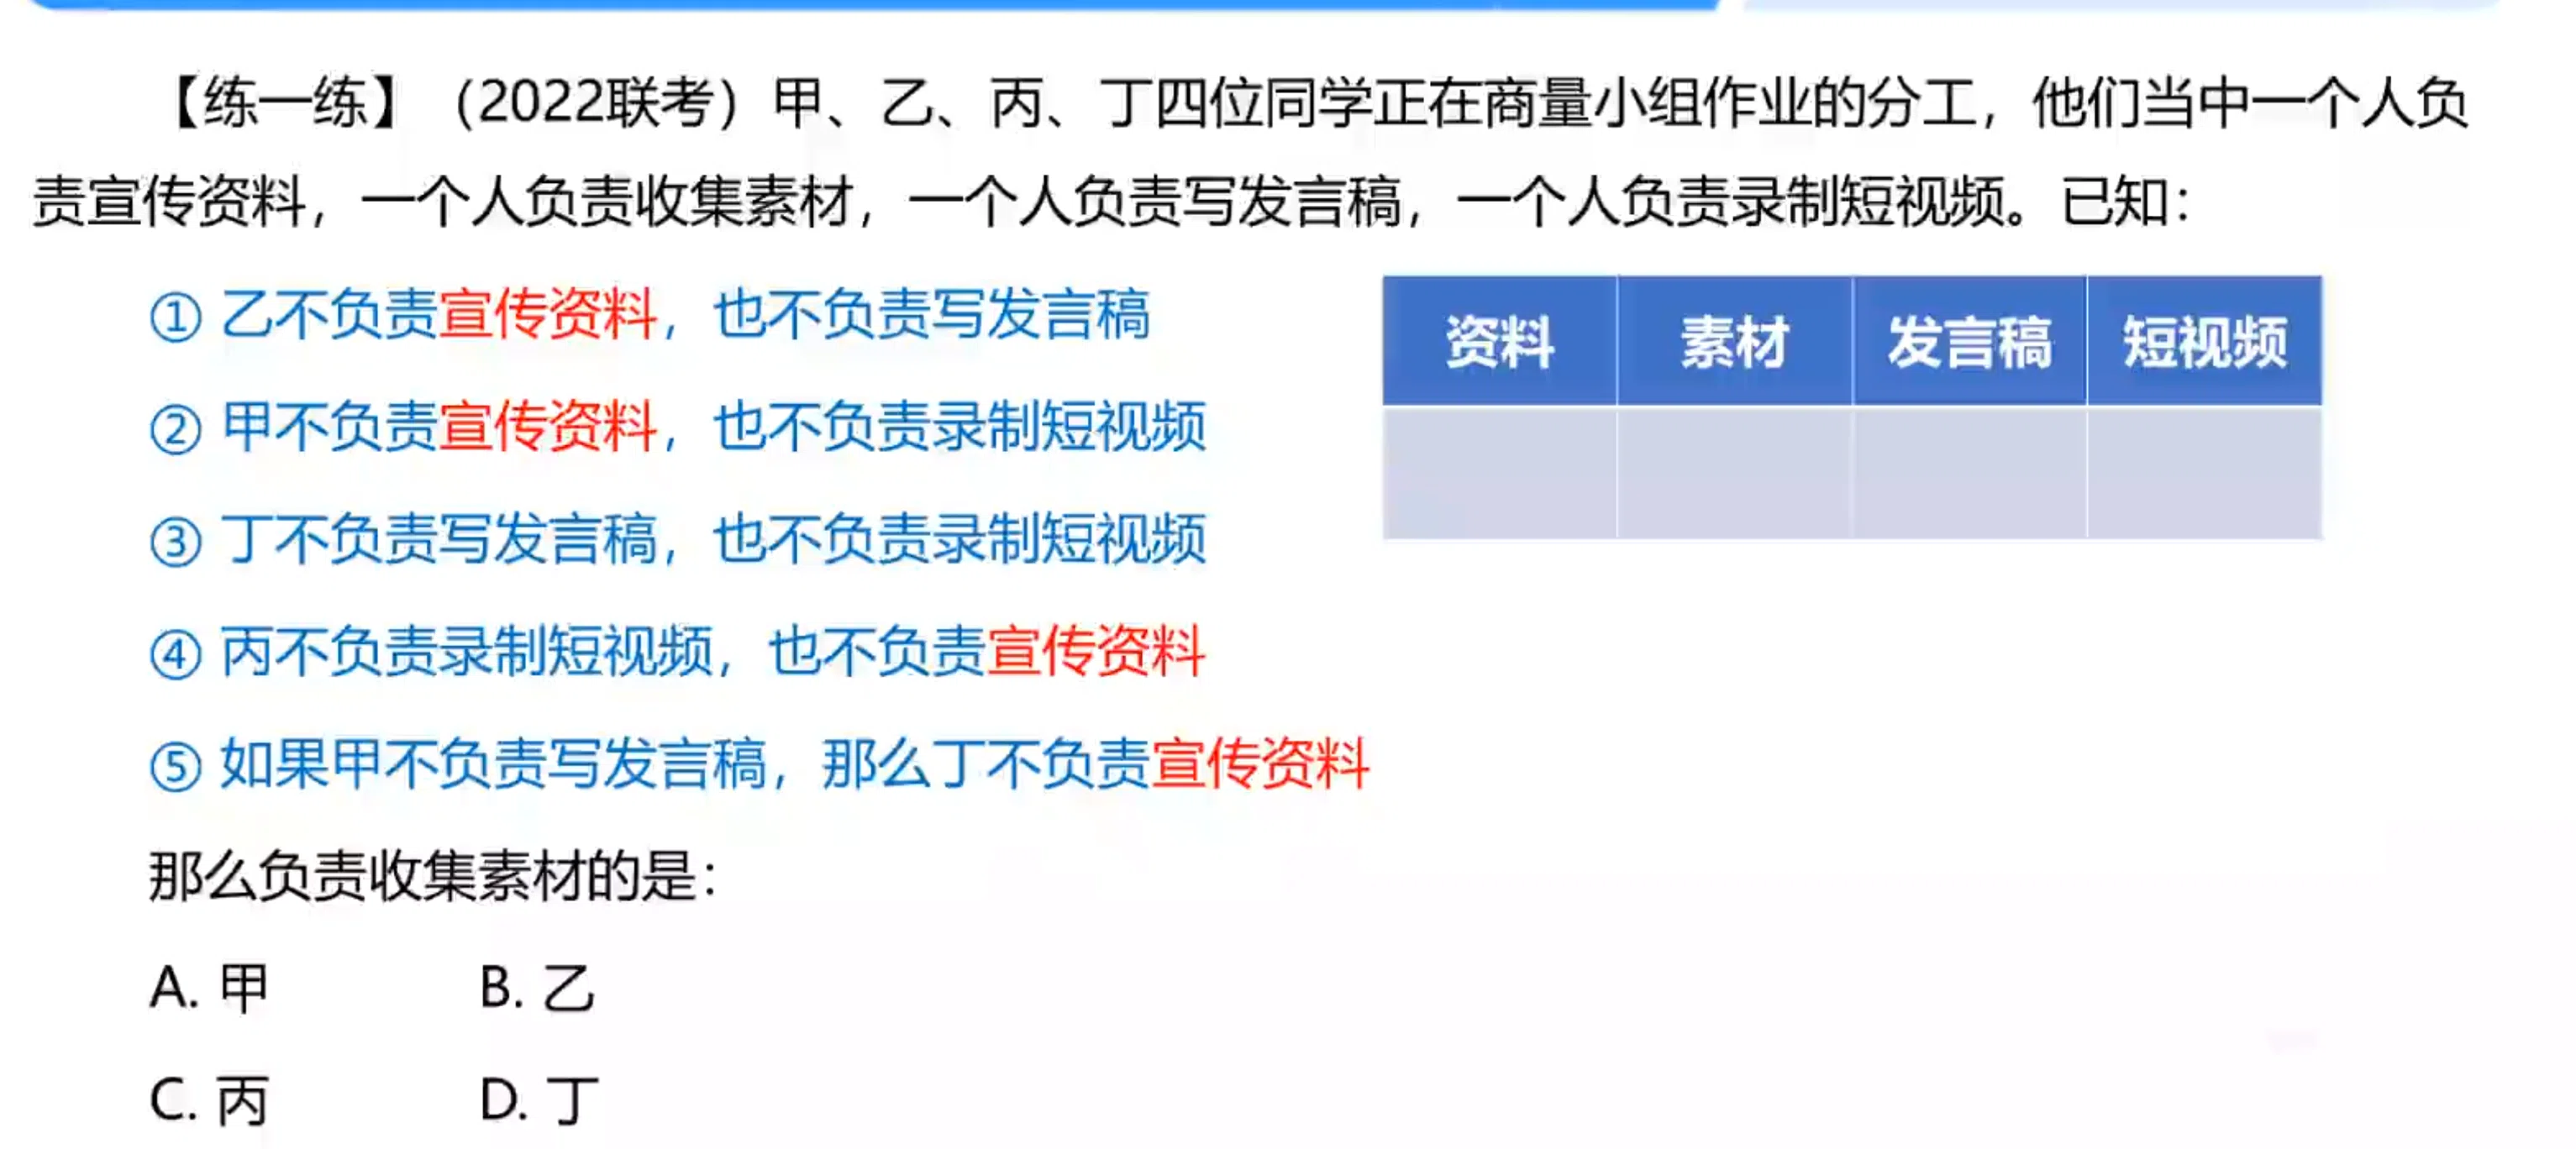 【练一练】（2022联考）甲、乙、丙、丁四位同学正在商量小组作业的分工，他们当中一个人负
责宣传资料，一个人负责收集素材，一个人负责写发言稿，一个人负责录制短视频。已知：
① 乙不负责宣传资料，也不负责写发言稿
② 甲不负责宣传资料，也不负责录制短视频
③ 丁不负责写发言稿，也不负责录制短视频
④ 丙不负责录制短视频，也不负责宣传资料
⑤ 如果甲不负责写发言稿，那么丁不负责宣传资料
资料 素材 发言稿 短视频
那么负责收集素材的是：
A. 甲 B. 乙
C. 丙 D. 丁